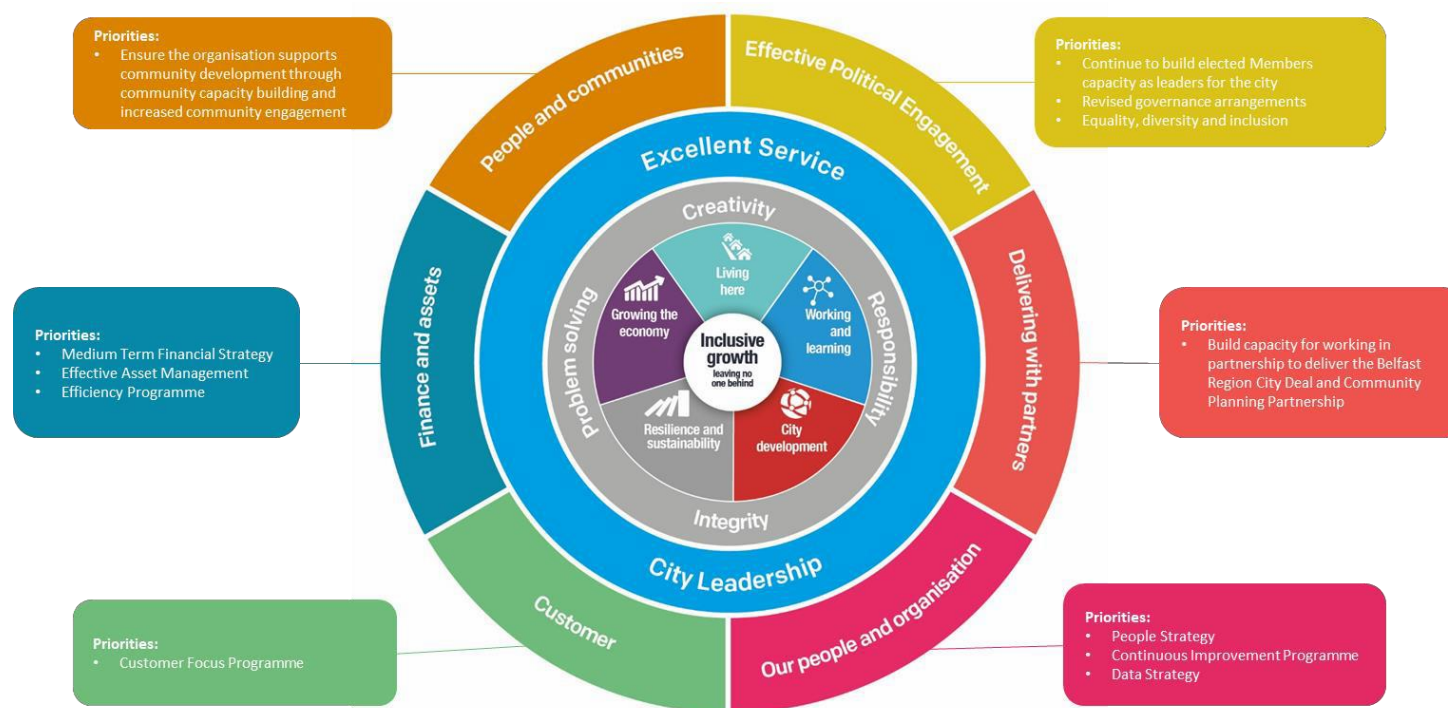 Priorities:
• Ensure the organisation supports
community development through
community capacity building and
increased community engagement
Priorities:
• Continue to build elected Members
capacity as leaders for the city
• Revised governance arrangements
• Equality, diversity and inclusion
People and communities
Effective Political Engagement
Excellent Service
Creativity
Living
here
Growing the
economy
Working
and
learning
Problem solving
Responsibility
Inclusive
growth
leaving no
one behind
Resilience and
sustainability
City
development
Integrity
City Leadership
Finance and assets
Delivering with partners
Priorities:
• Medium Term Financial Strategy
• Effective Asset Management
• Efficiency Programme
Priorities:
• Build capacity for working in
partnership to deliver the Belfast
Region City Deal and Community
Planning Partnership
Customer
Our people and organisation
Priorities:
• Customer Focus Programme
Priorities:
• People Strategy
• Continuous Improvement Programme
• Data Strategy